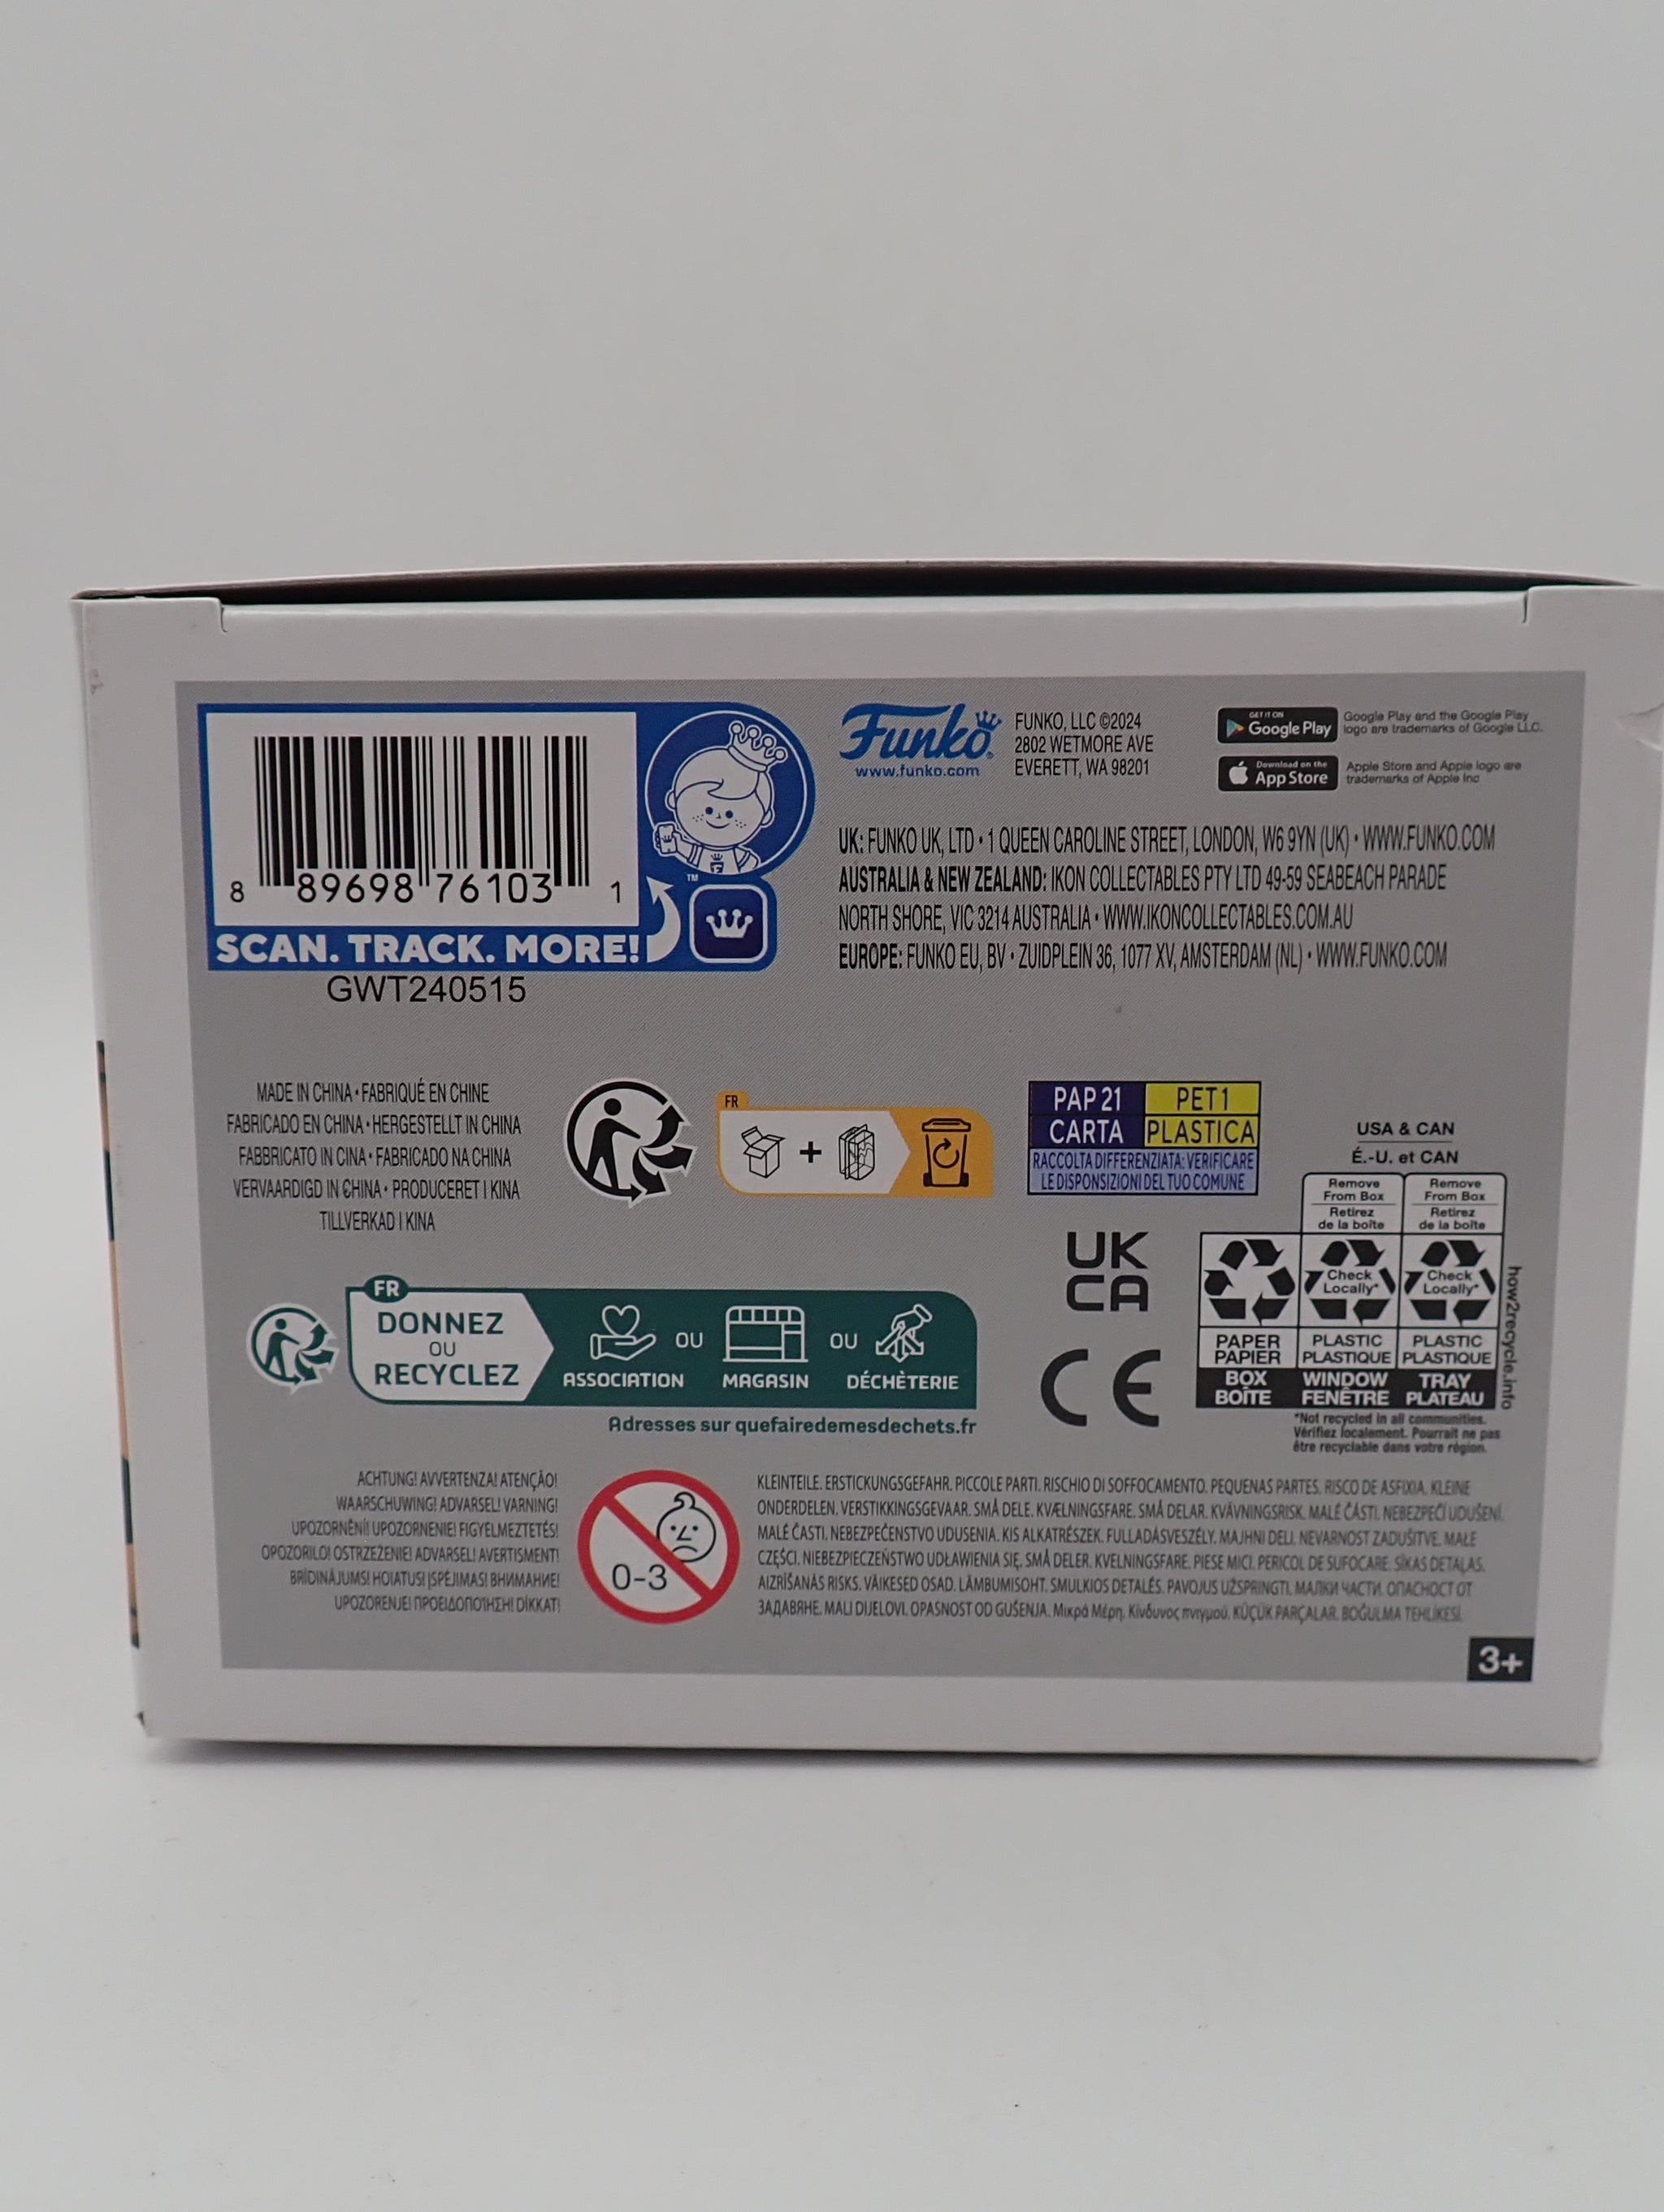 8 89698 76103 1
™
SCAN. TRACK. MORE!
GWT240515
Funko®
www.funko.com
FUNKO, LLC ©2024
2802 WETMORE AVE
EVERETT, WA 98201
GET IT ON
Google Play
Google Play and the Google Play
logo are trademarks of Google LLC.
Download on the
App Store
Apple Store and Apple logo are
trademarks of Apple Inc
UK: FUNKO UK, LTD • 1 QUEEN CAROLINE STREET, LONDON, W6 9YN (UK) • WWW.FUNKO.COM
AUSTRALIA & NEW ZEALAND: IKON COLLECTABLES PTY LTD 49-59 SEABEACH PARADE
NORTH SHORE, VIC 3214 AUSTRALIA • WWW.IKONCOLLECTABLES.COM.AU
EUROPE: FUNKO EU, BV • ZUIDPLEIN 36, 1077 XV, AMSTERDAM (NL) • WWW.FUNKO.COM
MADE IN CHINA • FABRIQUÉ EN CHINE
FABRICADO EN CHINA • HERGESTELLT IN CHINA
FABBRICATO IN CINA • FABRICADO NA CHINA
VERVAARDIGD IN CHINA • PRODUCERET I KINA
TILLVERKAD I KINA
FR
+
PAP 21
CARTA
PET 1
PLASTICA
RACCOLTA DIFFERENZIATA: VERIFICARE
LE DISPOSIZIONI DEL TUO COMUNE
USA & CAN
É.-U. et CAN
Remove
From Box
Retirez
de la boîte
Remove
From Box
Retirez
de la boîte
Check
Locally*
Check
Locally*
PAPER
PAPIER
PLASTIC
PLASTIQUE
PLASTIC
PLASTIQUE
BOX
BOÎTE
WINDOW
FENÊTRE
TRAY
PLATEAU
how2recycle.info
*Not recycled in all communities.
Vérifiez localement. Pourrait ne pas
être recyclable dans votre région.
UK
CA
CE
FR
DONNEZ
OU
RECYCLEZ
ASSOCIATION
OU
MAGASIN
OU
DÉCHÈTERIE
Adresses sur quefairedemesdechets.fr
ACHTUNG! AVVERTENZA! ATENÇÃO!
WAARSCHUWING! ADVARSEL! VARNING!
UPOZORNĚNÍ! UPOZORNENIE! FIGYELMEZTETÉS!
OPOZORILO! OSTRZEŻENIE! ADVARSEL! AVERTISMENT!
BRĪDINĀJUMS! HOIATUS! ĮSPĖJIMAS! ВНИМАНИЕ!
UPOZORENJE! ΠΡΟΕΙΔΟΠΟΊΗΣΗ! DİKKAT!
0-3
KLEINTEILE. ERSTICKUNGSGEFAHR. PICCOLE PARTI. RISCHIO DI SOFFOCAMENTO. PEQUENAS PARTES. RISCO DE ASFIXIA. KLEINE
ONDERDELEN. VERSTIKKINGSGEVAAR. SMÅ DELE. KVÆLNINGSFARE. SMÅ DELAR. KVÄVNINGSRISK. MALÉ ČÁSTI. NEBEZPEČÍ UDUŠENÍ.
MALÉ ČASTI. NEBEZPEČENSTVO UDUSENIA. KIS ALKATRÉSZEK. FULLADÁSVESZÉLY. MAJHNI DELI. NEVARNOST ZADUŠITVE. MAŁE
CZĘŚCI. NIEBEZPIECZEŃSTWO UDŁAWIENIA SIĘ. SMÅ DELER. KVELNINGSFARE. PIESE MICI. PERICOL DE SUFOCARE. SĪKAS DETAĻAS.
AIZRĪŠANĀS RISKS. VÄIKESED OSAD. LÄMBUMISOHT. SMULKIOS DETALĖS. PAVOJUS UŽSPRINGTI. МАЛКИ ЧАСТИ. ОПАСНОСТ ОТ
ЗАДАВЯНЕ. MALI DIJELOVI. OPASNOST OD GUŠENJA. Μικρά Μέρη. Κίνδυνος πνιγμού. KÜÇÜK PARÇALAR. BOĞULMA TEHLİKESİ.
3+